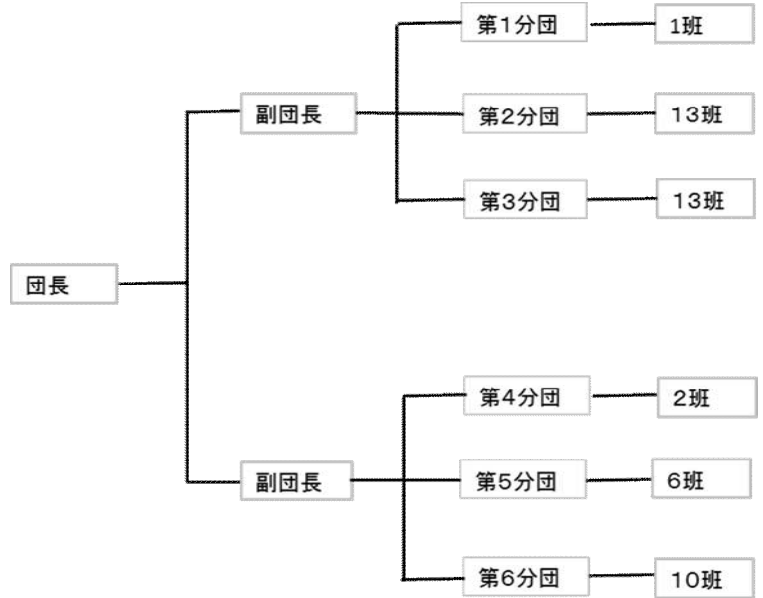 団長
副団長
第１分団
1班
第２分団
１３班
第３分団
１３班
副団長
第４分団
２班
第５分団
６班
第６分団
１０班